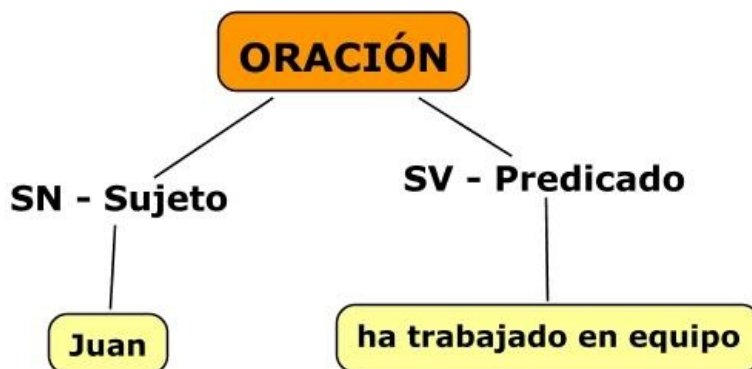 ORACIÓN
SN - Sujeto
SV - Predicado
Juan
ha trabajado en equipo